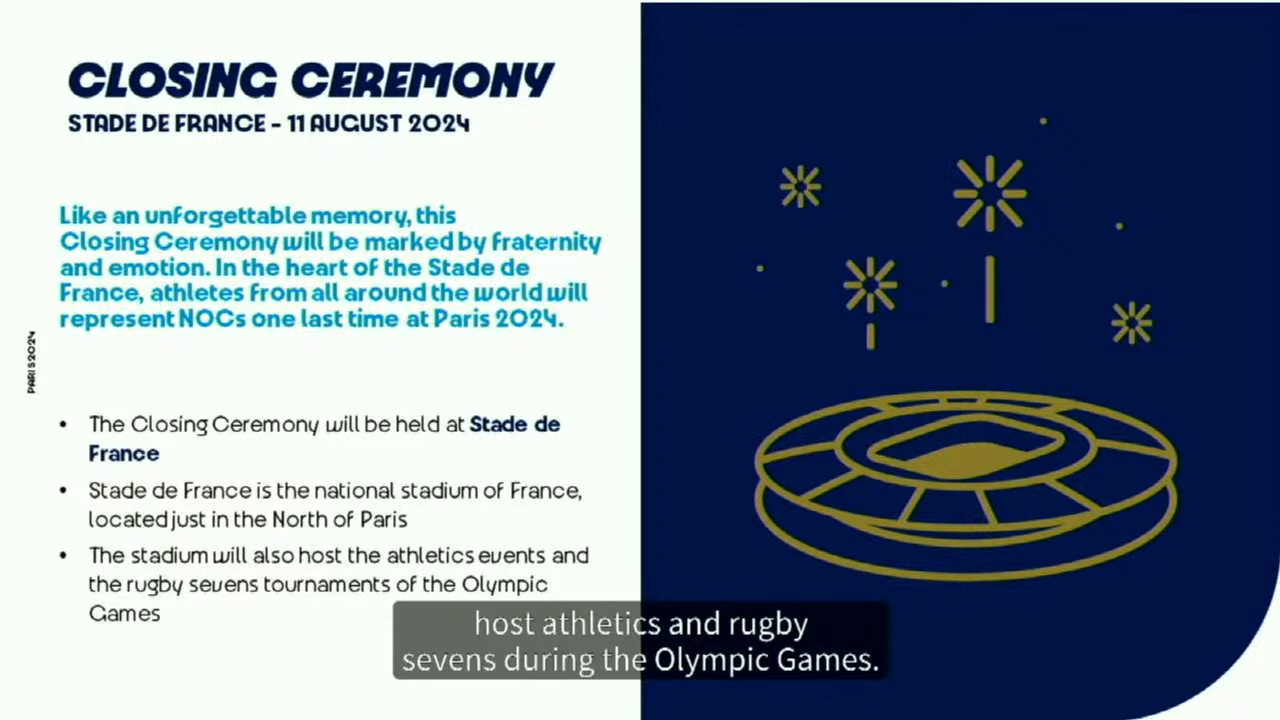 CLOSING CEREMONY
STADE DE FRANCE - 11 AUGUST 2024
Like an unforgettable memory, this
Closing Ceremony will be marked by fraternity
and emotion. In the heart of the Stade de
France, athletes from all around the world will
represent NOCs one last time at Paris 2024.
PARIS 2024
• The Closing Ceremony will be held at Stade de
France
• Stade de France is the national stadium of France,
located just in the North of Paris
• The stadium will also host the athletics events and
the rugby sevens tournaments of the Olympic
Games
host athletics and rugby
sevens during the Olympic Games.